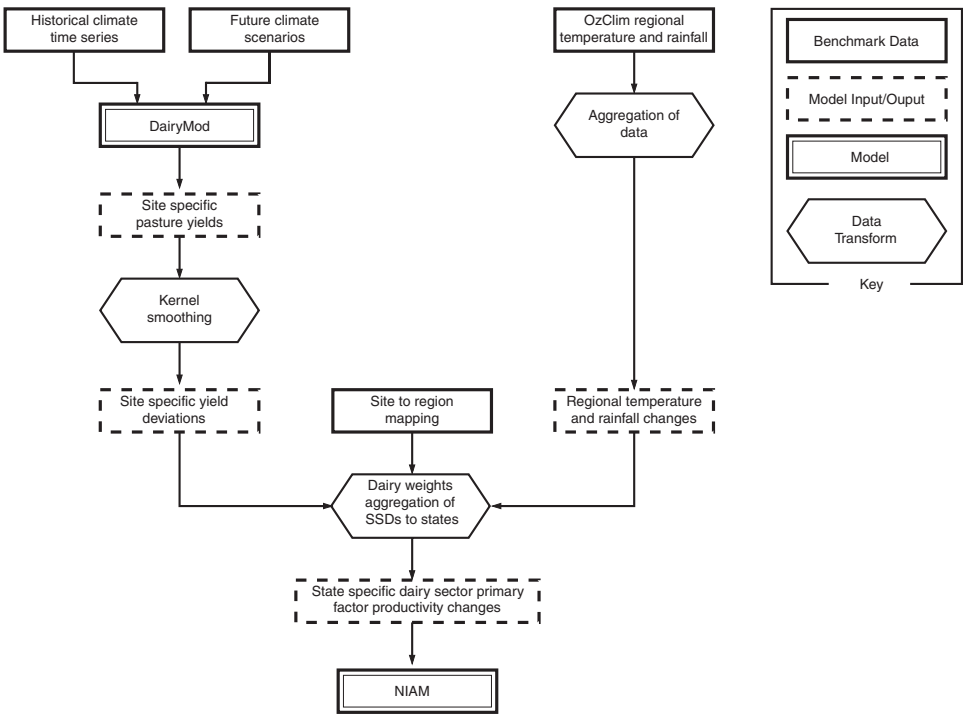 Historical climate
time series
Future climate
scenarios
OzClim regional
temperature and rainfall
Benchmark Data
Model Input/Ouput
Model
Data
Transform
Key
DairyMod
Aggregation of
data
Site specific
pasture yields
Kernel
smoothing
Site specific yield
deviations
Site to region
mapping
Regional temperature
and rainfall changes
Dairy weights
aggregation of
SSDs to states
State specific dairy sector primary
factor productivity changes
NIAM